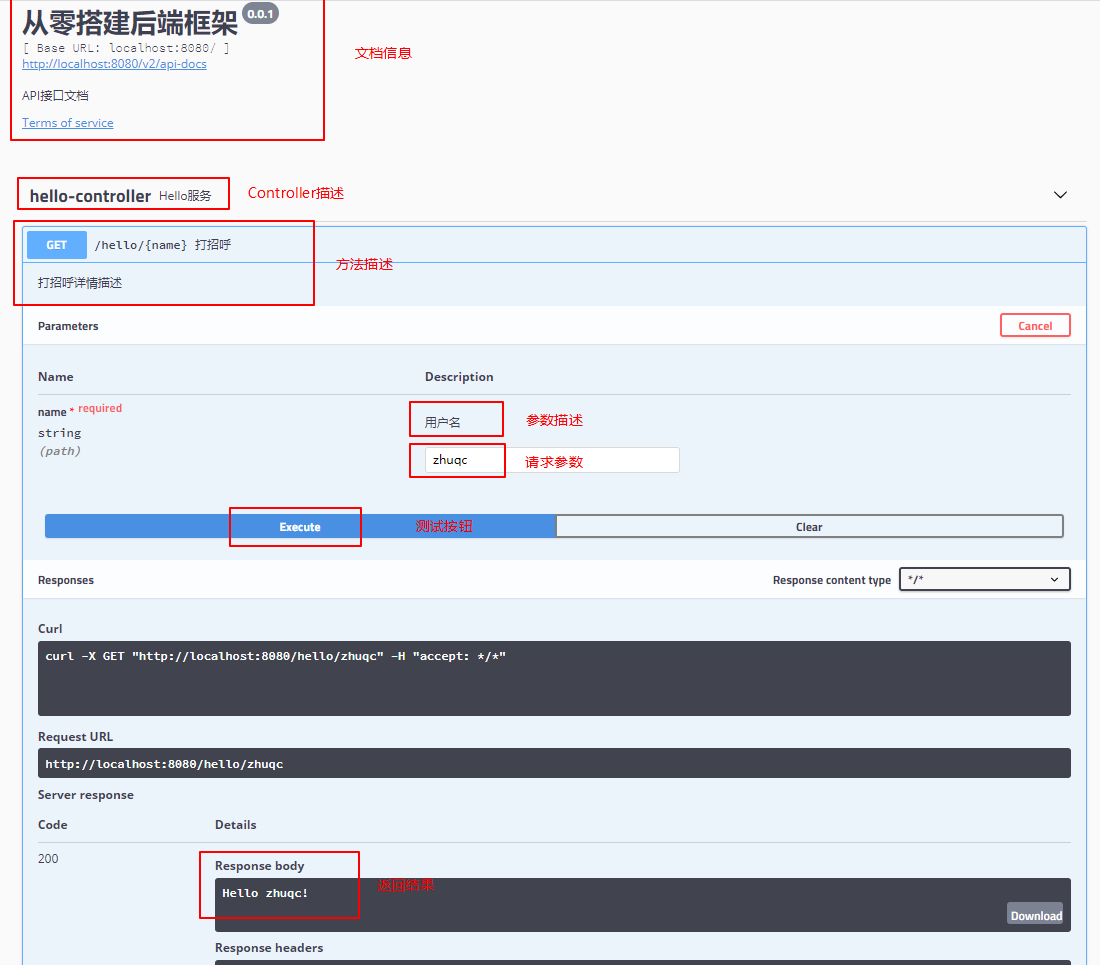 从零搭建后端框架 0.0.1
[ Base URL: localhost:8080/ ]
文档信息
http://localhost:8080/v2/api-docs
API接口文档
Terms of service
hello-controller Hello服务
Controller描述
GET /hello/{name} 打招呼
方法描述
打招呼详情描述
Parameters
Cancel
Name Description
name * required
string
(path)
用户名
参数描述
zhuqc
请求参数
Execute
测试按钮
Clear
Responses
Response content type */*
Curl
curl -X GET "http://localhost:8080/hello/zhuqc" -H "accept: */*"
Request URL
http://localhost:8080/hello/zhuqc
Server response
Code Details
200
Response body
返回结果
Hello zhuqc!
Download
Response headers